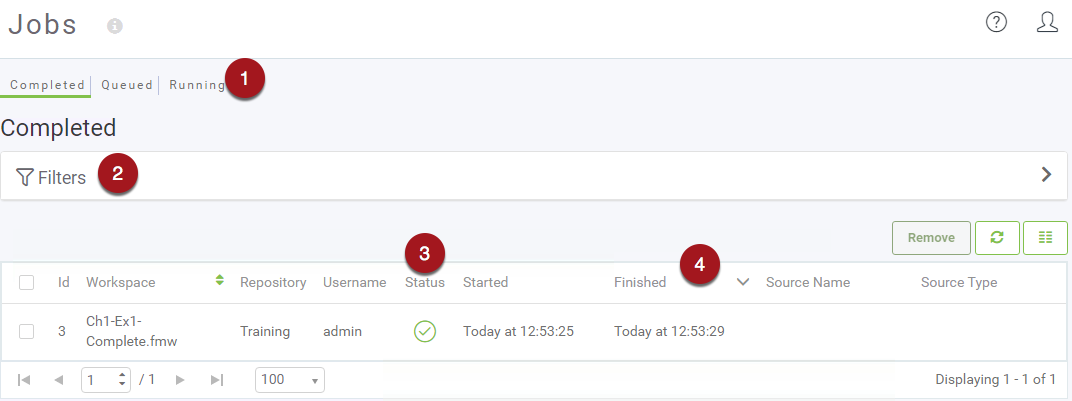 Jobs
Completed Queued Running 1
Completed
Filters 2
Remove
3 4
Id Workspace Repository Username Status Started Finished Source Name Source Type
3 Ch1-Ex1-Complete.fmw Training admin Today at 12:53:25 Today at 12:53:29
1 / 1 100 Displaying 1 - 1 of 1